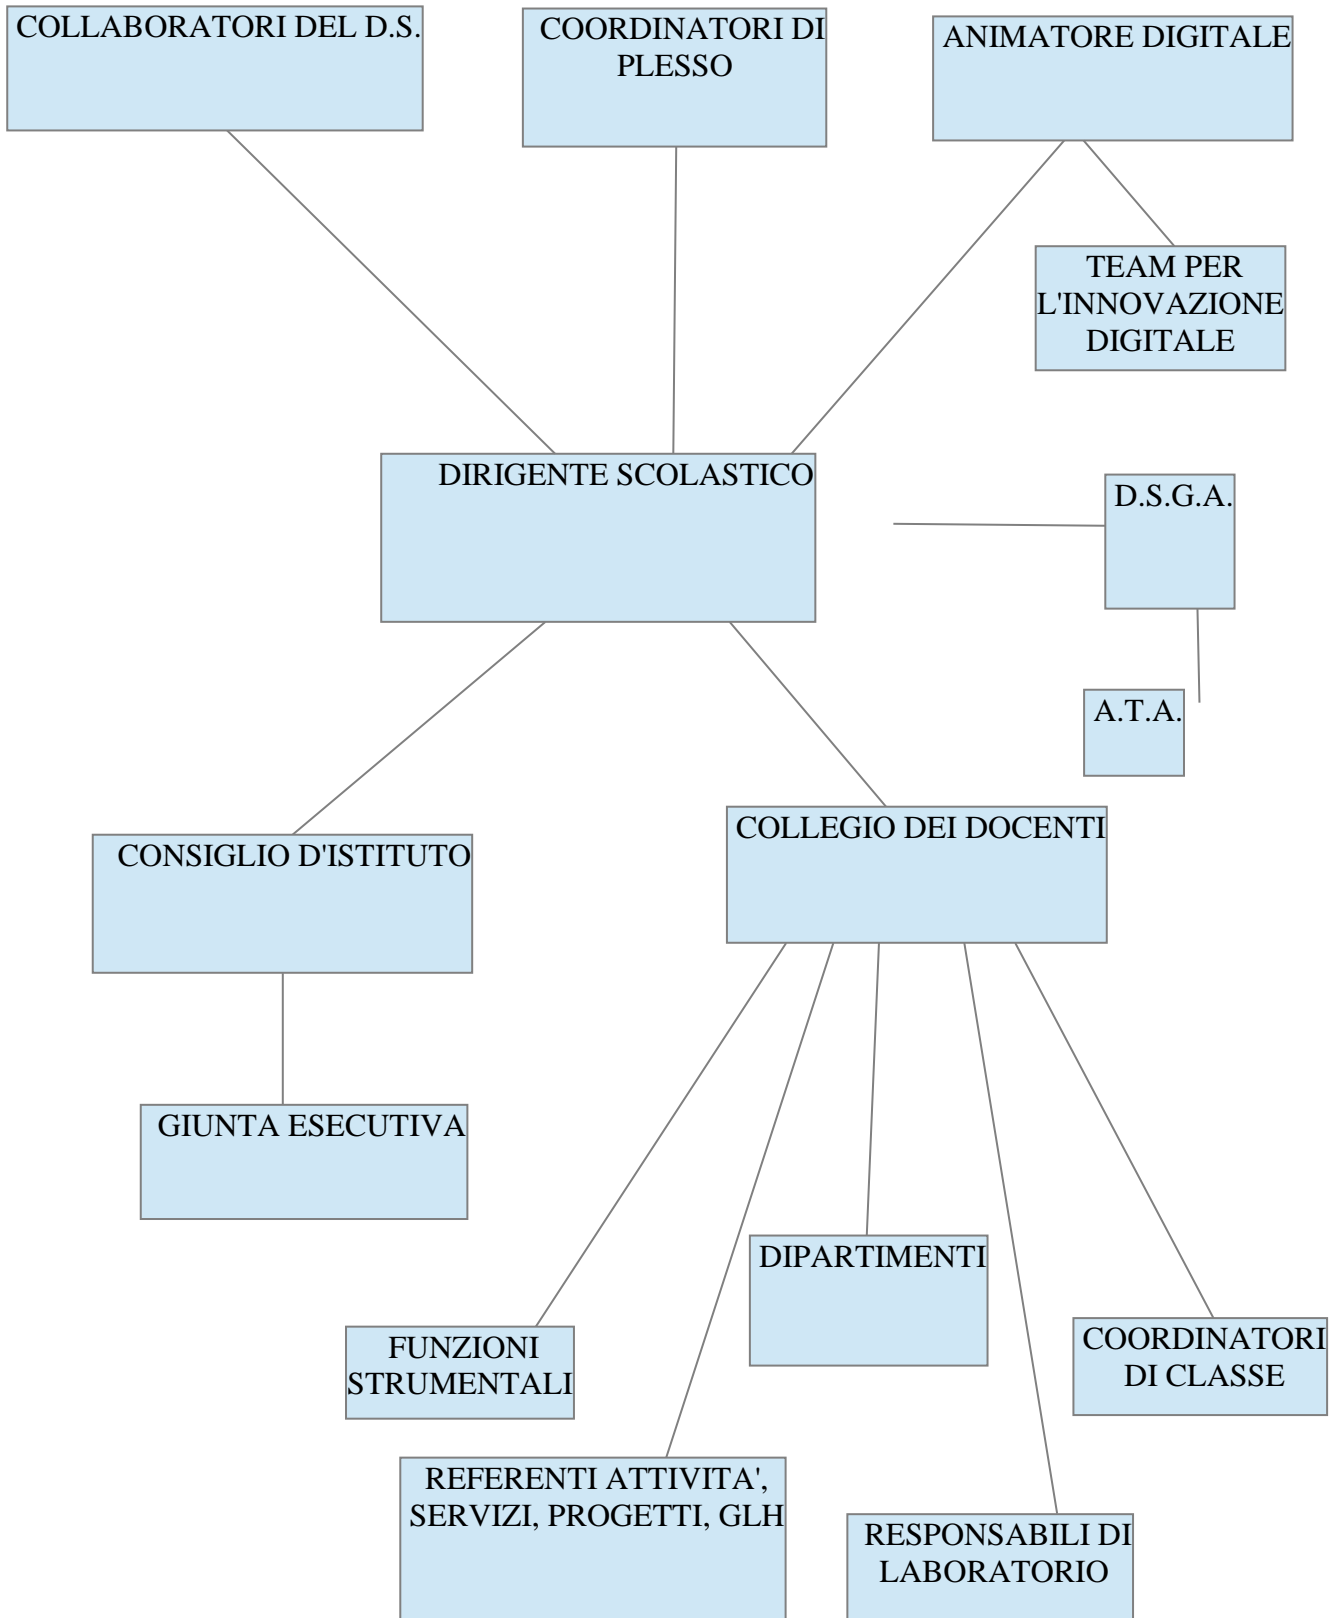 COLLABORATORI DEL D.S.
COORDINATORI DI
PLESSO
ANIMATORE DIGITALE
TEAM PER
L'INNOVAZIONE
DIGITALE
DIRIGENTE SCOLASTICO
D.S.G.A.
A.T.A.
CONSIGLIO D'ISTITUTO
COLLEGIO DEI DOCENTI
GIUNTA ESECUTIVA
DIPARTIMENTI
FUNZIONI
STRUMENTALI
COORDINATORI
DI CLASSE
REFERENTI ATTIVITA',
SERVIZI, PROGETTI, GLH
RESPONSABILI DI
LABORATORIO